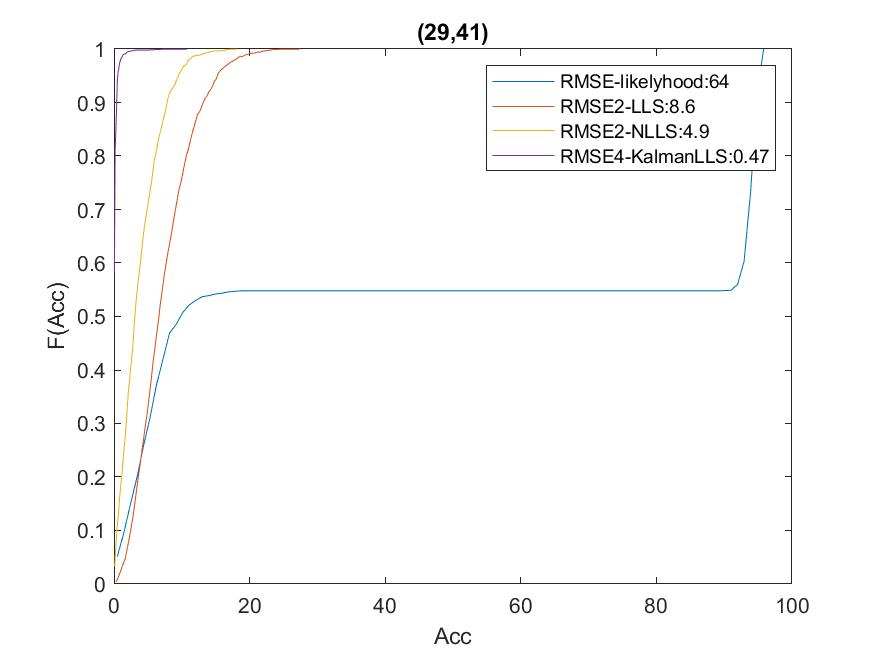 (29,41)
1
0.9
0.8
0.7
0.6
0.5
0.4
0.3
0.2
0.1
0
F(Acc)
RMSE-likelyhood:64
RMSE2-LLS:8.6
RMSE2-NLLS:4.9
RMSE4-KalmanLLS:0.47
0 20 40 60 80 100
Acc